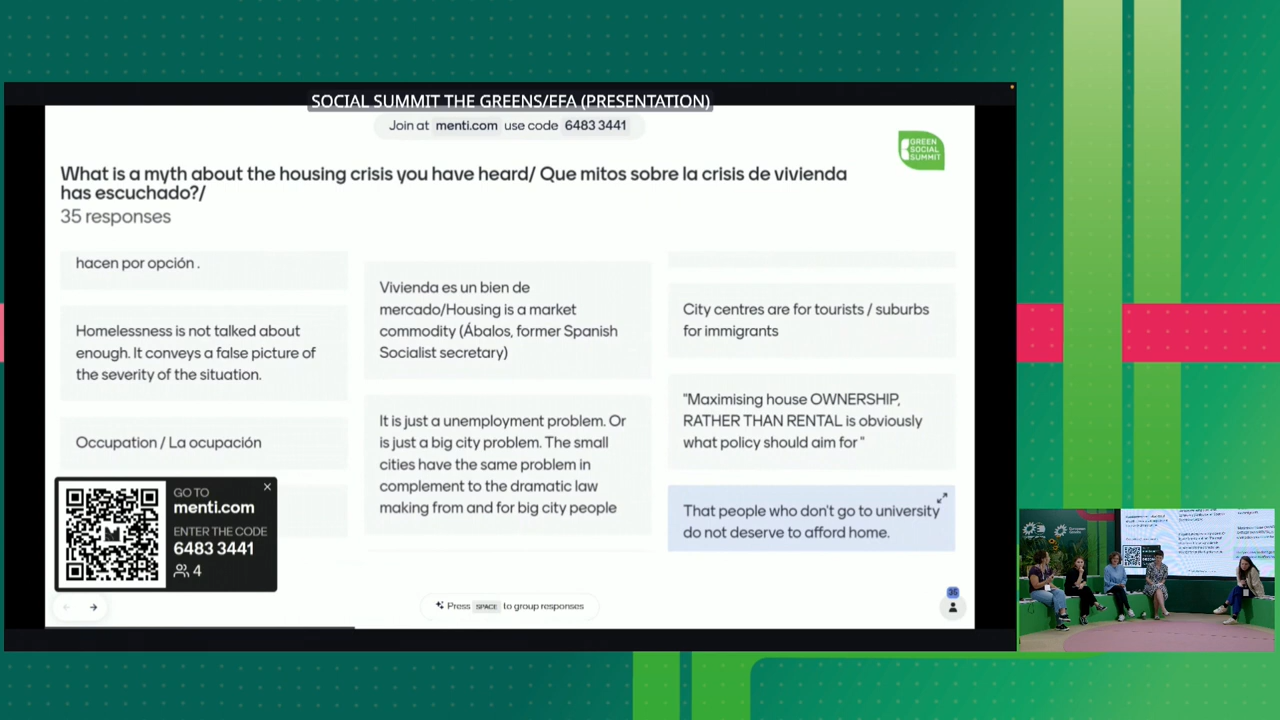 SOCIAL SUMMIT THE GREENS/EFA (PRESENTATION)
Join at menti.com use code 6483 3441
GREEN
SOCIAL
SUMMIT
What is a myth about the housing crisis you have heard/ Que mitos sobre la crisis de vivienda
has escuchado?/
35 responses
hacen por opción .
Homelessness is not talked about
enough. It conveys a false picture of
the severity of the situation.
Occupation / La ocupación
Vivienda es un bien de
mercado/Housing is a market
commodity (Ábalos, former Spanish
Socialist secretary)
It is just a unemployment problem. Or
is just a big city problem. The small
cities have the same problem in
complement to the dramatic law
making from and for big city people
City centres are for tourists / suburbs
for immigrants
"Maximising house OWNERSHIP,
RATHER THAN RENTAL is obviously
what policy should aim for "
That people who don't go to university
do not deserve to afford home.
GO TO
menti.com
ENTER THE CODE
6483 3441
4
Press SPACE to group responses
35